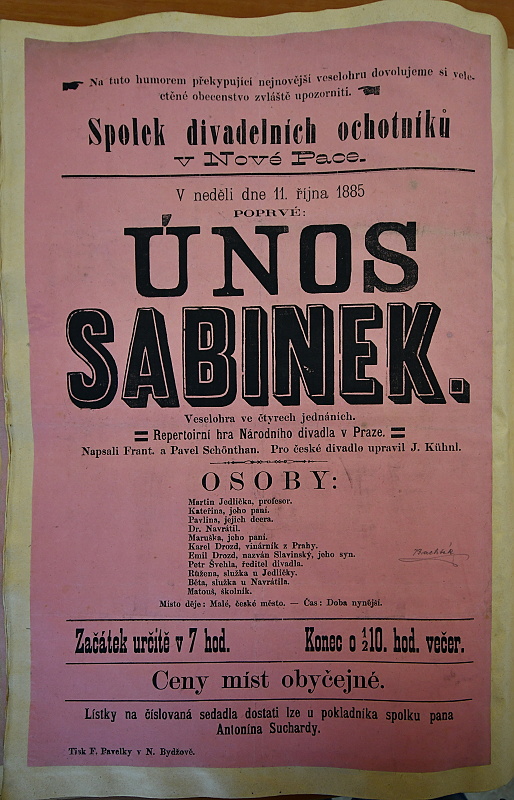 Na tuto humorem překypující nejnovější veselohru dovolujeme si vele-
ctěné obecenstvo zvláště upozorniti.
Spolek divadelních ochotníků
v Nové Pace.
V neděli dne 11. října 1885
POPRVÉ:
ÚNOS
SABINEK.
Veselohra ve čtyrech jednáních.
Repertoirní hra Národního divadla v Praze.
Napsali Frant. a Pavel Schönthan. Pro české divadlo upravil J. Kühnl.
OSOBY:
Martin Jedlička, profesor.
Kateřina, jeho paní.
Pavlina, jejich dcera.
Dr. Navrátil.
Maruška, jeho paní.
Karel Drozd, vinárník z Prahy.
Emil Drozd, nazván Slavinský, jeho syn.
Petr Švehla, ředitel divadla.
Růžena, služka u Jedličky.
Běta, služka u Navrátila.
Matouš, školník.
Místo děje: Malé, české město. — Čas: Doba nynější.
Začátek určitě v 7 hod. Konec o ½10. hod. večer.
Ceny míst obyčejné.
Lístky na číslovaná sedadla dostati lze u pokladníka spolku pana
Antonína Suchardy.
Tisk F. Pavelky v N. Bydžově.